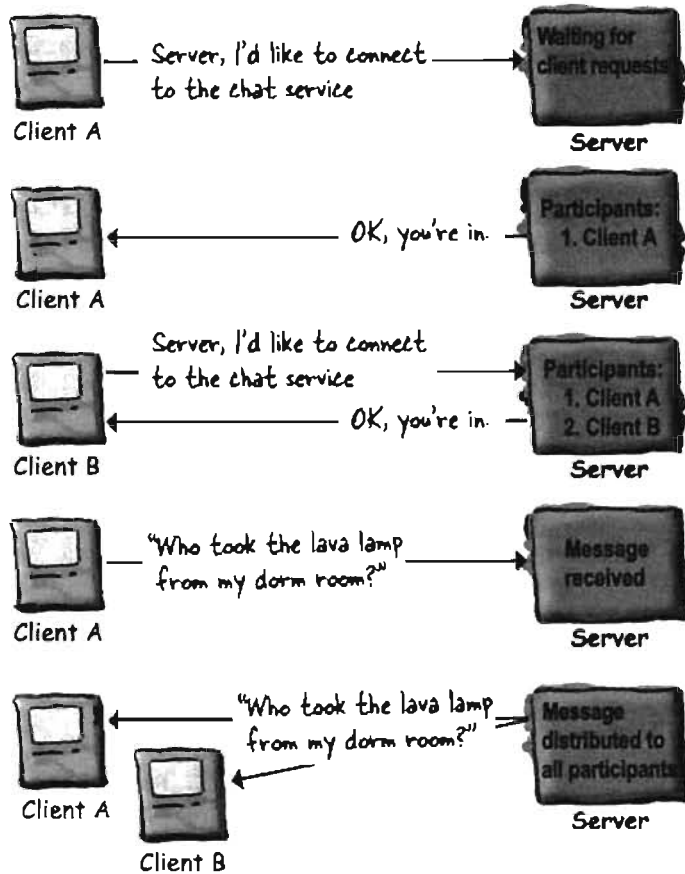 Server, I'd like to connect
to the chat service
Waiting for
client requests
Client A
Server
OK, you're in.
Participants:
1. Client A
Client A
Server
Server, I'd like to connect
to the chat service
OK, you're in.
Participants:
1. Client A
2. Client B
Client B
Server
"Who took the lava lamp
from my dorm room?"
Message
received
Client A
Server
"Who took the lava lamp
from my dorm room?"
Message
distributed to
all participants
Client A
Server
Client B